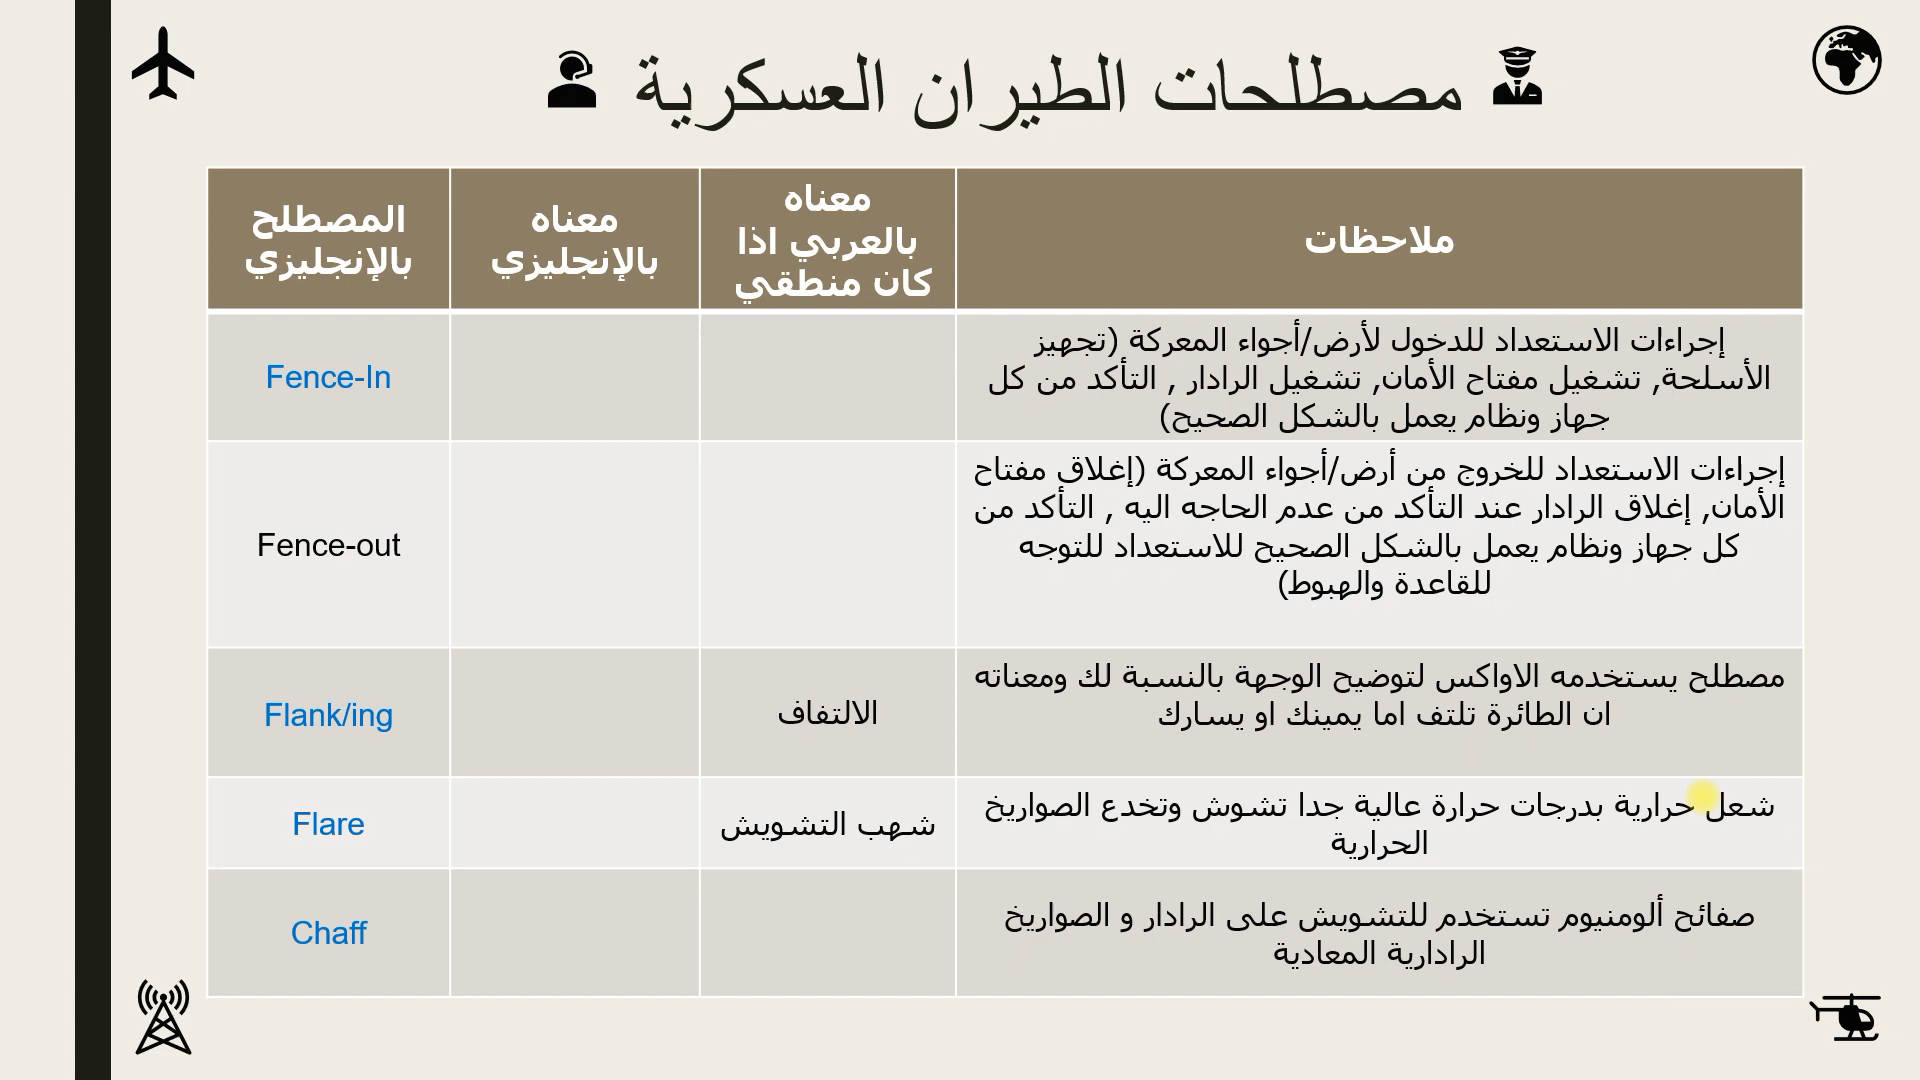 مصطلحات الطيران العسكرية
المصطلح
بالإنجليزي
معناه
بالإنجليزي
معناه
بالعربي اذا
كان منطقي
ملاحظات
Fence-In
إجراءات الاستعداد للدخول لأرض/أجواء المعركة (تجهيز
الأسلحة, تشغيل مفتاح الأمان, تشغيل الرادار , التأكد من كل
جهاز ونظام يعمل بالشكل الصحيح)
Fence-out
إجراءات الاستعداد للخروج من أرض/أجواء المعركة (إغلاق مفتاح
الأمان, إغلاق الرادار عند التأكد من عدم الحاجه اليه , التأكد من
كل جهاز ونظام يعمل بالشكل الصحيح للاستعداد للتوجه
للقاعدة والهبوط)
Flank/ing
الالتفاف
مصطلح يستخدمه الاواكس لتوضيح الوجهة بالنسبة لك ومعناته
ان الطائرة تلتف اما يمينك او يسارك
Flare
شهب التشويش
شعل حرارية بدرجات حرارة عالية جدا تشوش وتخدع الصواريخ
الحرارية
Chaff
صفائح ألومنيوم تستخدم للتشويش على الرادار و الصواريخ
الرادارية المعادية